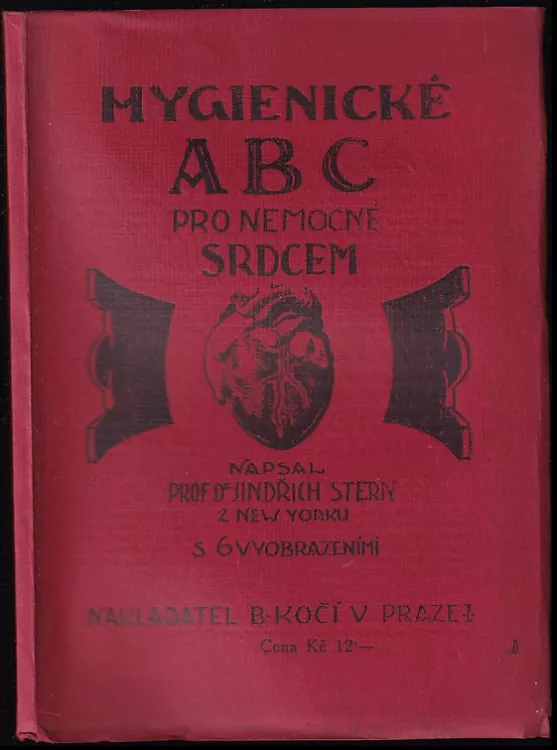 HYGIENICKÉ
ABC
PRO NEMOCNÉ
SRDCEM
NAPSAL
PROF Dr JINDŘICH STERN
Z NEW YORKU
S 6 VYOBRAZENÍMI
NAKLADATEL B. KOČÍ V PRAZE I
Cena Kč 12·—